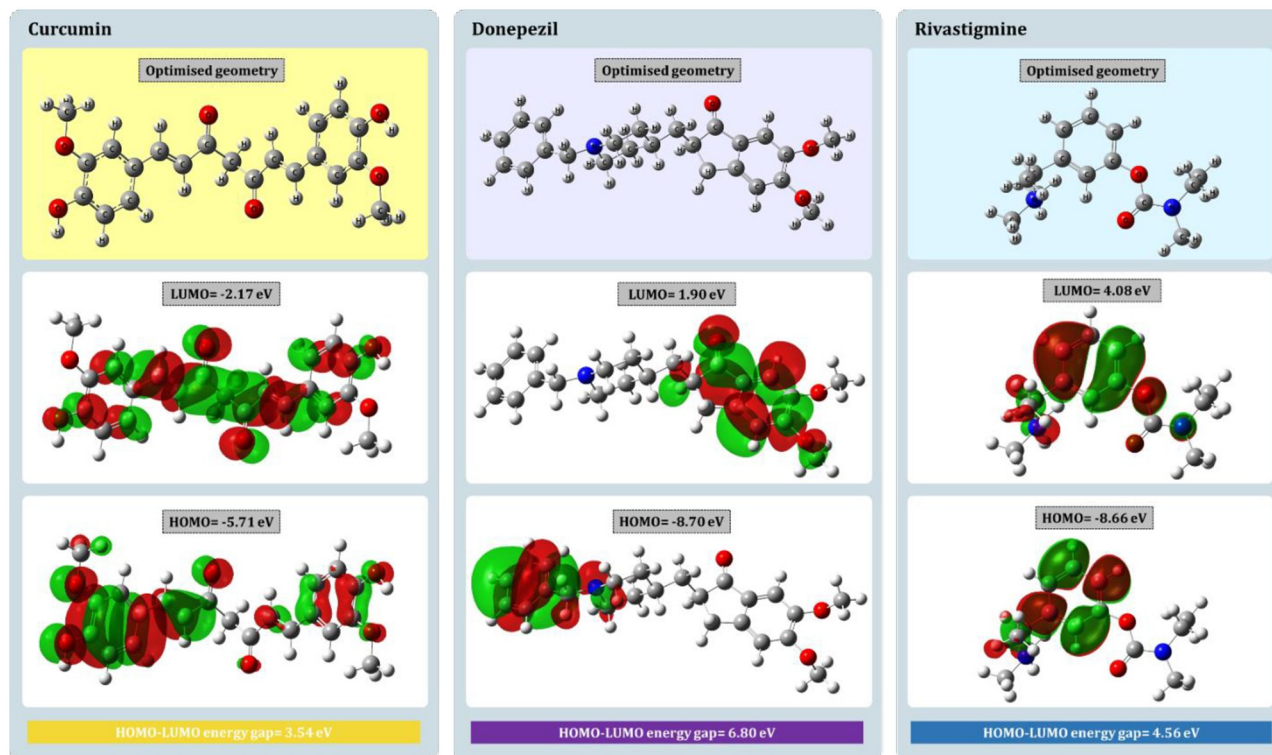 Curcumin
Optimised geometry
LUMO= -2.17 eV
HOMO= -5.71 eV
HOMO-LUMO energy gap= 3.54 eV
Donepezil
Optimised geometry
LUMO= 1.90 eV
HOMO= -8.70 eV
HOMO-LUMO energy gap= 6.80 eV
Rivastigmine
Optimised geometry
LUMO= 4.08 eV
HOMO= -8.66 eV
HOMO-LUMO energy gap= 4.56 eV